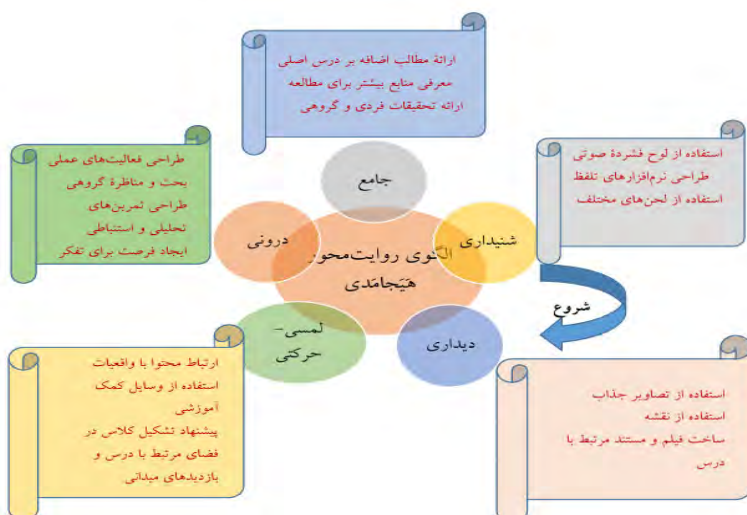 ارائهٔ مطالب اضافه بر درس اصلی
معرفی منابع بیشتر برای مطالعه
ارائه تحقیقات فردی و گروهی
استفاده از لوح فشردهٔ صوتی
طراحی نرم‌افزارهای تلفظ
استفاده از لحن‌های مختلف
طراحی فعالیت‌های عملی
بحث و مناظرهٔ گروهی
طراحی تمرین‌های
تحلیلی و استنباطی
ایجاد فرصت برای تفکر
جامع
شنیداری
درونی
الگوی روایت‌محور
هَیَجامَدی
شروع
دیداری
لمسی-
حرکتی
استفاده از تصاویر جذاب
استفاده از نقشه
ساخت فیلم و مستند مرتبط با
درس
ارتباط محتوا با واقعیات
استفاده از وسایل کمک
آموزشی
پیشنهاد تشکیل کلاس در
فضای مرتبط با درس و
بازدیدهای میدانی